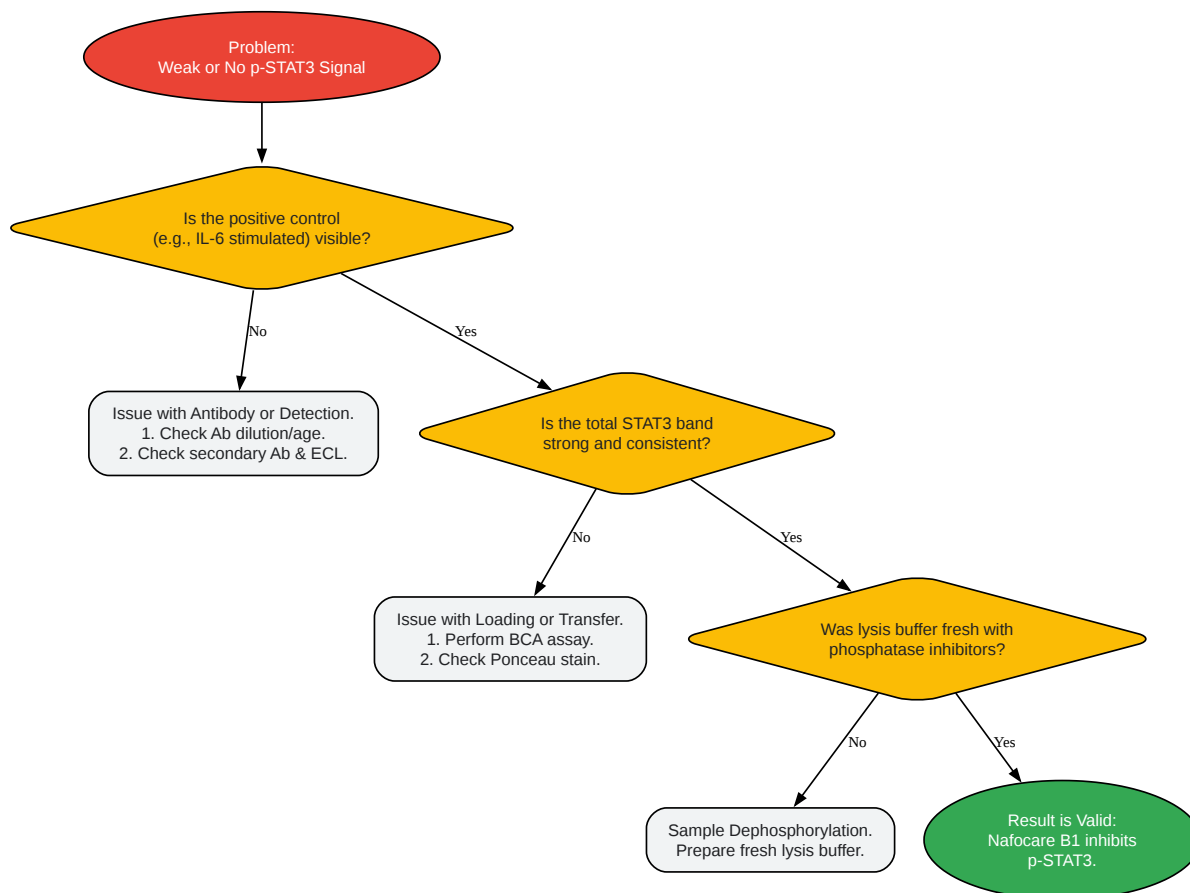 Problem:
Weak or No p-STAT3 Signal
Is the positive control
(e.g., IL-6 stimulated) visible?
No
Yes
Issue with Antibody or Detection.
1. Check Ab dilution/age.
2. Check secondary Ab & ECL.
Is the total STAT3 band
strong and consistent?
No
Yes
Issue with Loading or Transfer.
1. Perform BCA assay.
2. Check Ponceau stain.
Was lysis buffer fresh with
phosphatase inhibitors?
No
Yes
Sample Dephosphorylation.
Prepare fresh lysis buffer.
Result is Valid:
Nafocare B1 inhibits
p-STAT3.